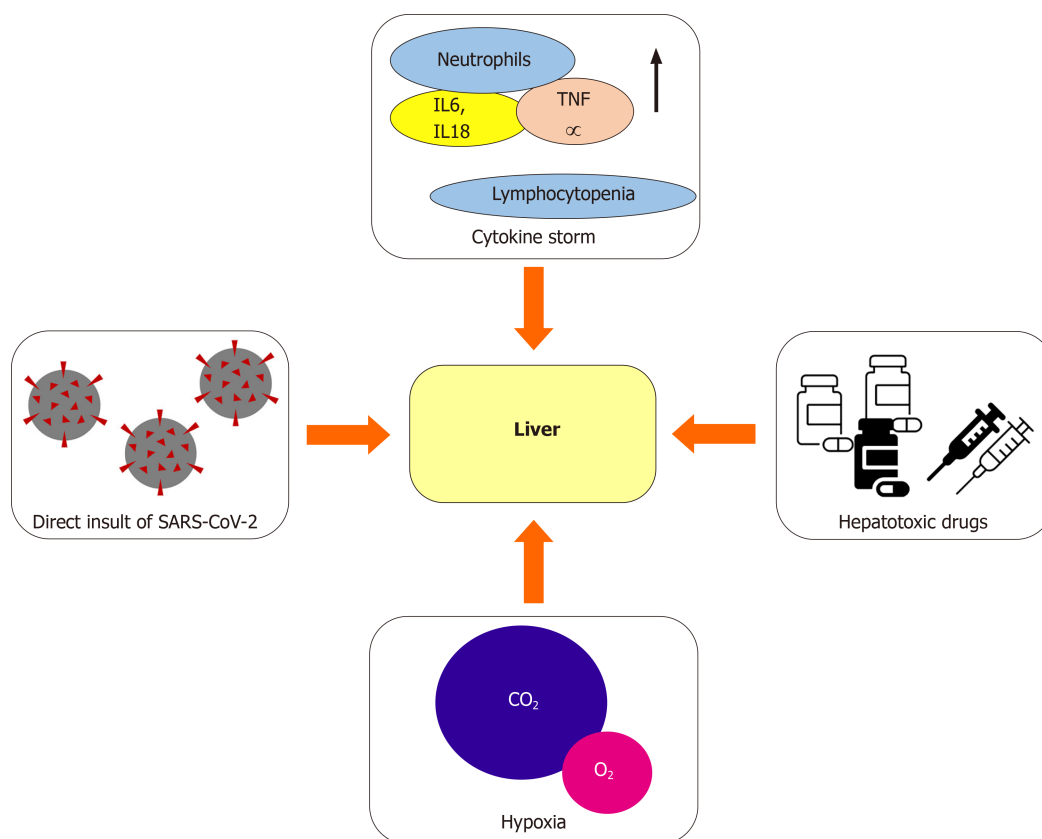 Neutrophils
IL6,
IL18
TNF
∝
Lymphocytopenia
Cytokine storm
Direct insult of SARS-CoV-2
Liver
Hepatotoxic drugs
CO₂
O₂
Hypoxia